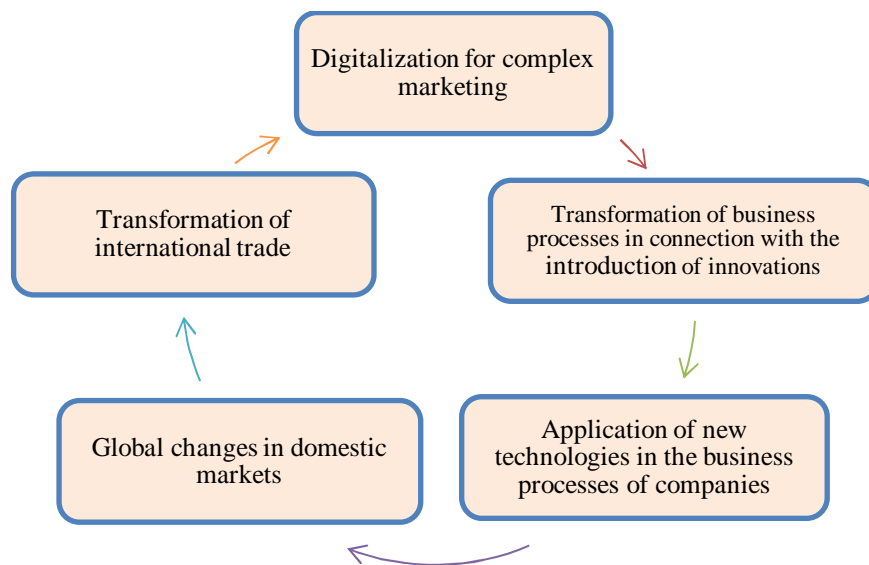 Digitalization for complex
marketing
Transformation of business
processes in connection with the
introduction of innovations
Application of new
technologies in the business
processes of companies
Global changes in domestic
markets
Transformation of
international trade